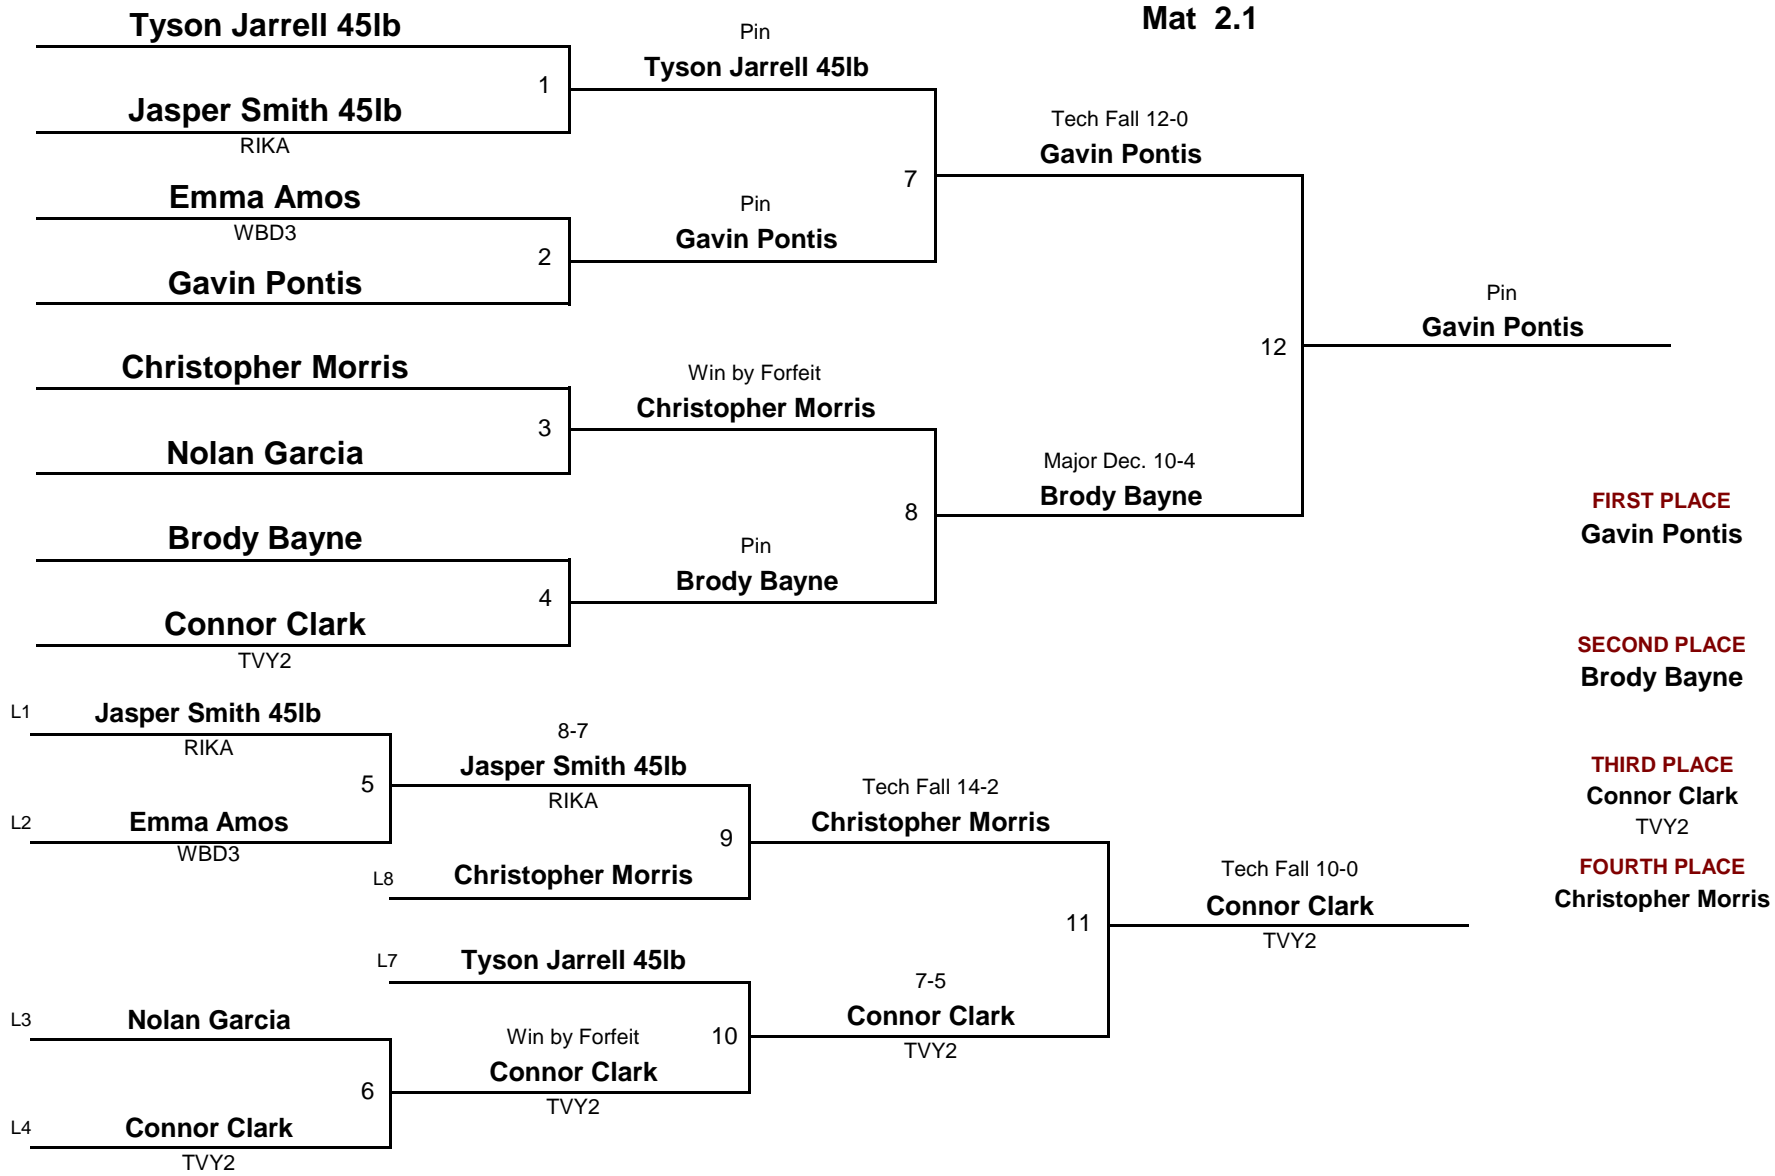 Mat 2.1
Tyson Jarrell 45lb
1
Jasper Smith 45lb
RIKA
Emma Amos
WBD3
2
Gavin Pontis
Christopher Morris
3
Nolan Garcia
Brody Bayne
4
Connor Clark
TVY2
Pin
Tyson Jarrell 45lb
7
Pin
Gavin Pontis
Win by Forfeit
Christopher Morris
8
Pin
Brody Bayne
Tech Fall 12-0
Gavin Pontis
12
Major Dec. 10-4
Brody Bayne
Pin
Gavin Pontis
FIRST PLACE
Gavin Pontis
SECOND PLACE
Brody Bayne
THIRD PLACE
Connor Clark
TVY2
FOURTH PLACE
Christopher Morris
L1
Jasper Smith 45lb
RIKA
5
L2
Emma Amos
WBD3
L3
Nolan Garcia
6
L4
Connor Clark
TVY2
8-7
Jasper Smith 45lb
RIKA
9
L8
Christopher Morris
L7
Tyson Jarrell 45lb
10
Win by Forfeit
Connor Clark
TVY2
Tech Fall 14-2
Christopher Morris
11
7-5
Connor Clark
TVY2
Tech Fall 10-0
Connor Clark
TVY2